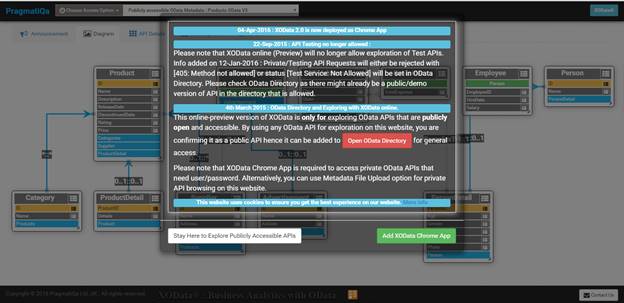 PragmatiQa
Choose Access Option
Publicly accessible OData Metadata : Products OData V3
XOData®
Announcement
Diagram
API Details
04-Apr-2016 : XOData 2.0 is now deployed as Chrome App
22-Sep-2015 : API Testing no longer allowed :
Please note that XOData online (Preview) will no longer allow exploration of Test APIs.
Info added on 12-Jan-2016 : Private/Testing API Requests will either be rejected with
[405: Method not allowed] or status [Test Service: Not Allowed] will be set in OData
Directory. Please check OData Directory as there might already be a public/demo
version of API in the directory that is allowed.
4th March 2015 : OData Directory and Exploring with XOData online.
This online-preview version of XOData is only for exploring OData APIs that are publicly
open and accessible. By using any OData API for exploration on this website, you are
confirming it as a public API hence it can be added to Open OData Directory for general
access.
Please note that XOData Chrome App is required to access private OData APIs that
need user/password. Alternatively, you can use Metadata File Upload option for private
API browsing on this website.
This website uses cookies to ensure you get the best experience on our website. More info
Stay Here to Explore Publicly Accessible APIs
Add XOData Chrome App
Product
ID
Name
Description
ReleaseDate
DiscontinuedDate
Rating
Price
Categories
Supplier
ProductDetail
Employee
Person
EmployeeID
HireDate
Salary
Person
ID
Name
PersonDetail
0..1:0..1
0..1:0..1
Category
ID
Name
Products
ProductDetail
ProductID
Details
Product
Copyright © 2016 PragmatiQa Ltd, UK. All rights reserved.
XOData® - Business Analytics with OData
Contact Us